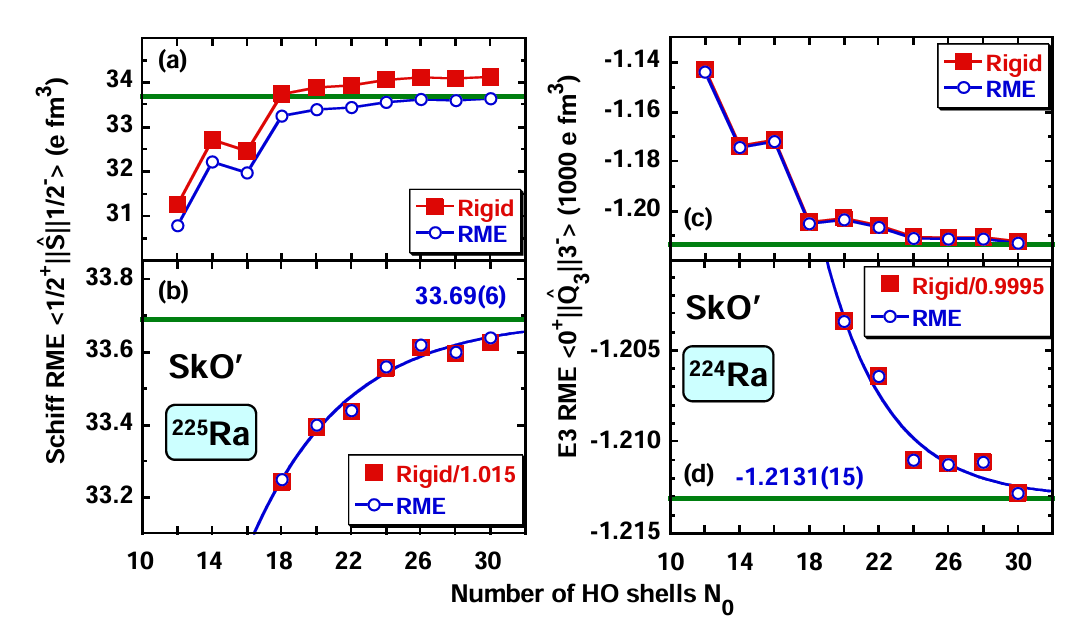 Schiff RME <1/2⁺||Ŝ||1/2⁻> (e fm³)
(a)
34
33
32
31
Rigid
RME
33.8
33.6
33.4
33.2
(b)
33.69(6)
SkO′
²²⁵Ra
Rigid/1.015
RME
10 14 18 22 26 30
E3 RME <0⁺||Q̂₃||3⁻> (1000 e fm³)
-1.14
-1.16
-1.18
-1.20
Rigid
RME
(c)
-1.205
-1.210
-1.215
Rigid/0.9995
RME
SkO′
²²⁴Ra
(d)
-1.2131(15)
10 14 18 22 26 30
Number of HO shells N₀